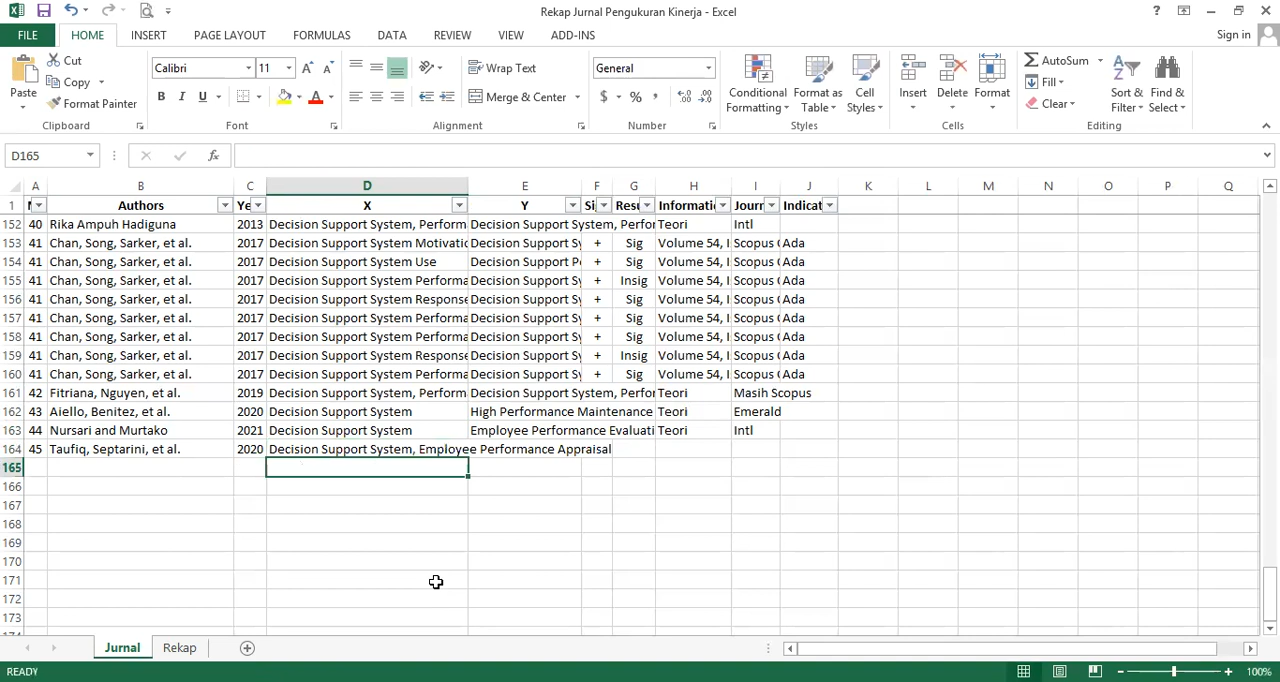 Rekap Jurnal Pengukuran Kinerja - Excel
?
FILE HOME INSERT PAGE LAYOUT FORMULAS DATA REVIEW VIEW ADD-INS Sign in
Paste Cut Copy Format Painter Clipboard
Calibri 11 A A B I U A Font
Wrap Text Merge & Center Alignment
General $ % , Number
Conditional Formatting Format as Table Cell Styles Styles
Insert Delete Format Cells
AutoSum Fill Clear Sort & Filter Find & Select Editing
D165 fx
A B C D E F G H I J K L M N O P Q
1 Authors Ye X Y Si Resu Informati Jour Indicat
152 40 Rika Ampuh Hadiguna 2013 Decision Support System, Perform Decision Support System, Perfor Teori Intl
153 41 Chan, Song, Sarker, et al. 2017 Decision Support System Motivatio Decision Support Sy + Sig Volume 54, I Scopus Ada
154 41 Chan, Song, Sarker, et al. 2017 Decision Support System Use Decision Support Pe + Sig Volume 54, I Scopus Ada
155 41 Chan, Song, Sarker, et al. 2017 Decision Support System Performa Decision Support Sy + Insig Volume 54, I Scopus Ada
156 41 Chan, Song, Sarker, et al. 2017 Decision Support System Response Decision Support Sy + Sig Volume 54, I Scopus Ada
157 41 Chan, Song, Sarker, et al. 2017 Decision Support System Performa Decision Support Sy + Sig Volume 54, I Scopus Ada
158 41 Chan, Song, Sarker, et al. 2017 Decision Support System Performa Decision Support Sy + Sig Volume 54, I Scopus Ada
159 41 Chan, Song, Sarker, et al. 2017 Decision Support System Response Decision Support Sy + Insig Volume 54, I Scopus Ada
160 41 Chan, Song, Sarker, et al. 2017 Decision Support System Performa Decision Support Sy + Sig Volume 54, I Scopus Ada
161 42 Fitriana, Nguyen, et al. 2019 Decision Support System, Perform Decision Support System, Perfor Teori Masih Scopus
162 43 Aiello, Benitez, et al. 2020 Decision Support System High Performance Maintenance Teori Emerald
163 44 Nursari and Murtako 2021 Decision Support System Employee Performance Evaluati Teori Intl
164 45 Taufiq, Septarini, et al. 2020 Decision Support System, Employee Performance Appraisal
165
166
167
168
169
170
171
172
173
Jurnal Rekap
READY 100%